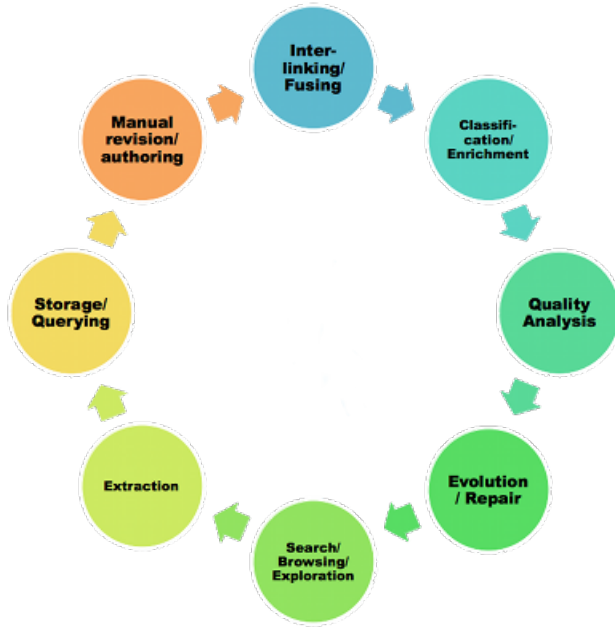 Inter-
linking/
Fusing
Classifi-
cation/
Enrichment
Quality
Analysis
Evolution
/ Repair
Search/
Browsing/
Exploration
Extraction
Storage/
Querying
Manual
revision/
authoring